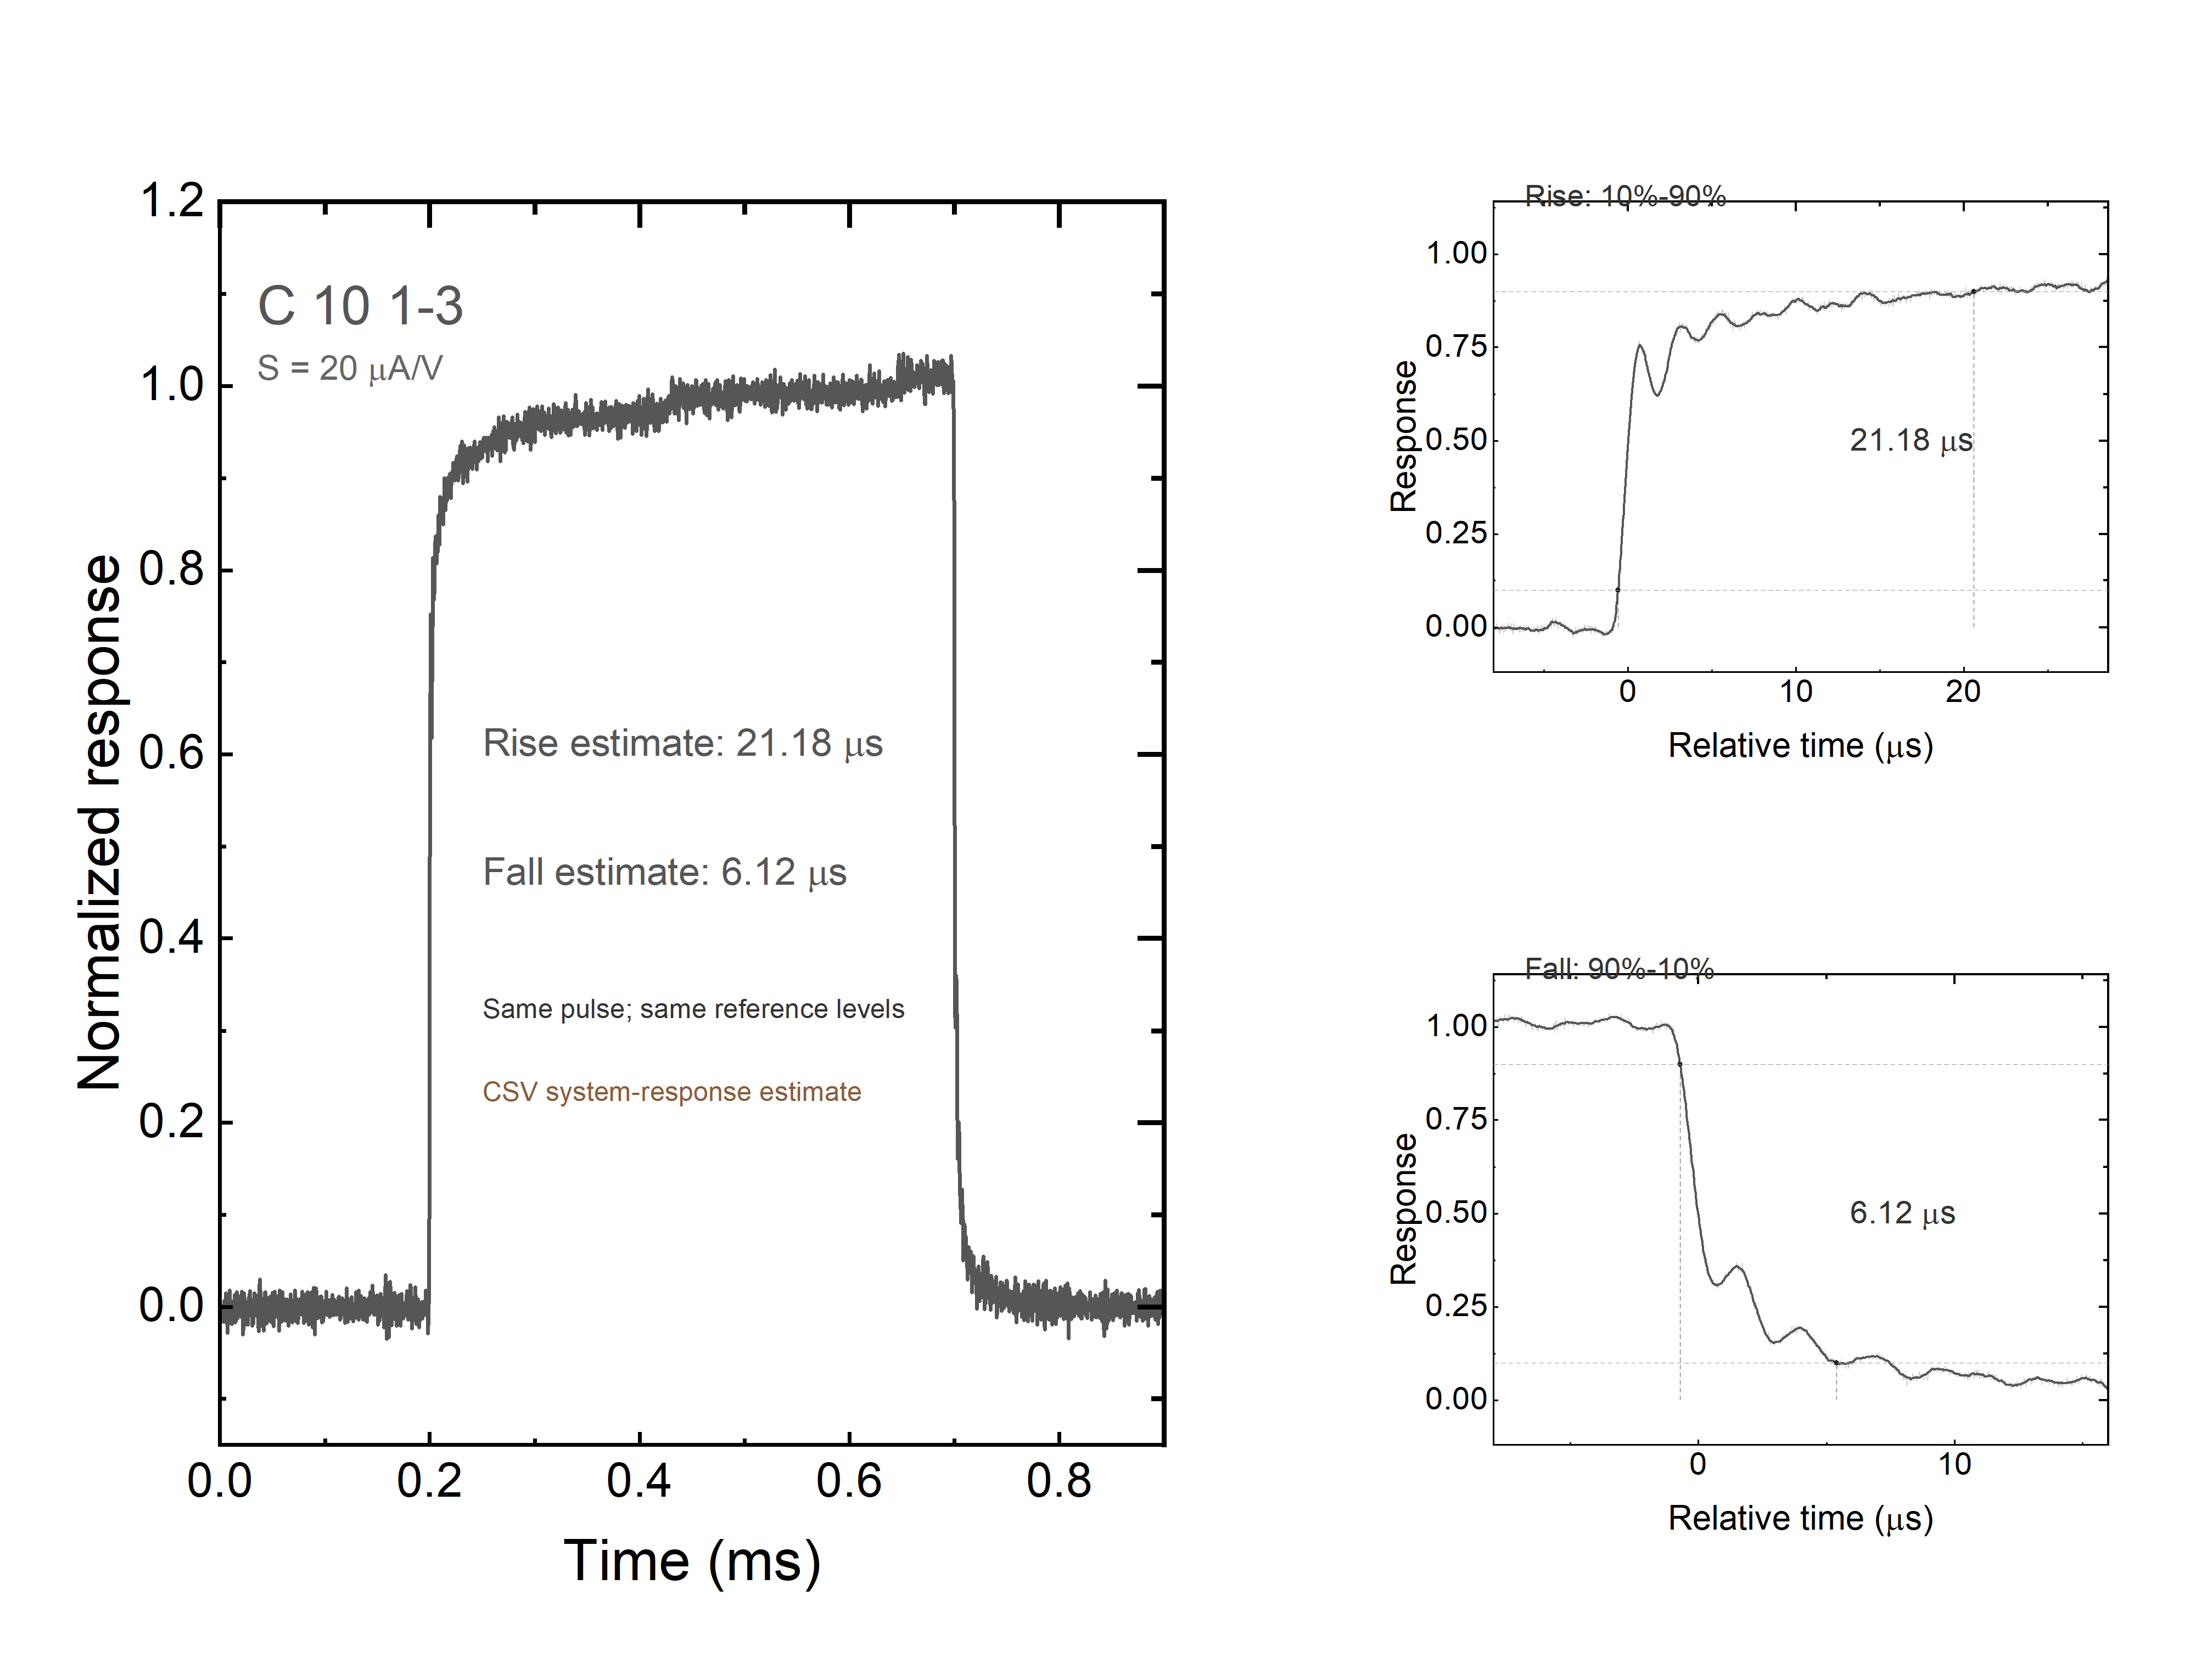 1.2
1.0
0.8
0.6
0.4
0.2
0.0
Normalized response
C 10 1-3
S = 20 μA/V
Rise estimate: 21.18 μs
Fall estimate: 6.12 μs
Same pulse; same reference levels
CSV system-response estimate
0.0 0.2 0.4 0.6 0.8
Time (ms)
Rise: 10%-90%
1.00
0.75
0.50
0.25
0.00
Response
21.18 μs
0 10 20
Relative time (μs)
Fall: 90%-10%
1.00
0.75
0.50
0.25
0.00
Response
6.12 μs
0 10
Relative time (μs)